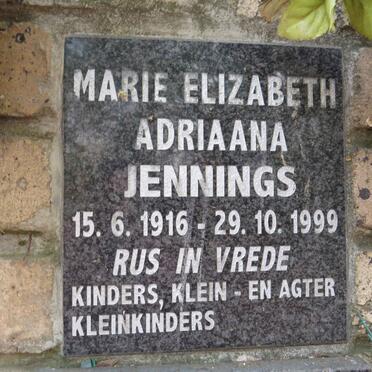 MARIE ELIZABETH
ADRIAANA
JENNINGS
15. 6. 1916 - 29. 10. 1999
RUS IN VREDE
KINDERS, KLEIN - EN AGTER
KLEINKINDERS